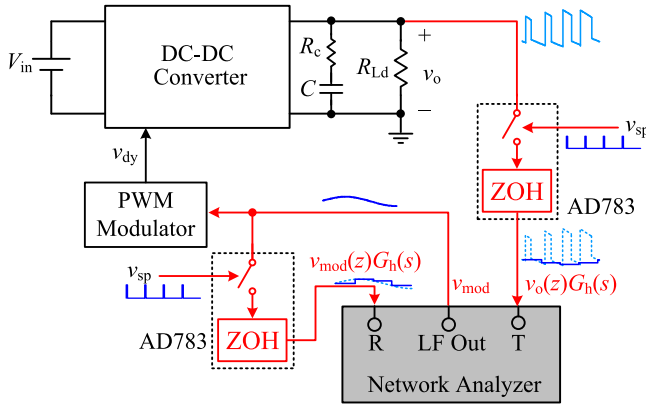 V_in
DC-DC
Converter
R_c
C
R_Ld
+
v_o
−
v_sp
ZOH
AD783
v_dy
PWM
Modulator
v_sp
ZOH
AD783
v_mod(z)G_h(s)
v_mod
v_o(z)G_h(s)
R
LF Out
T
Network Analyzer